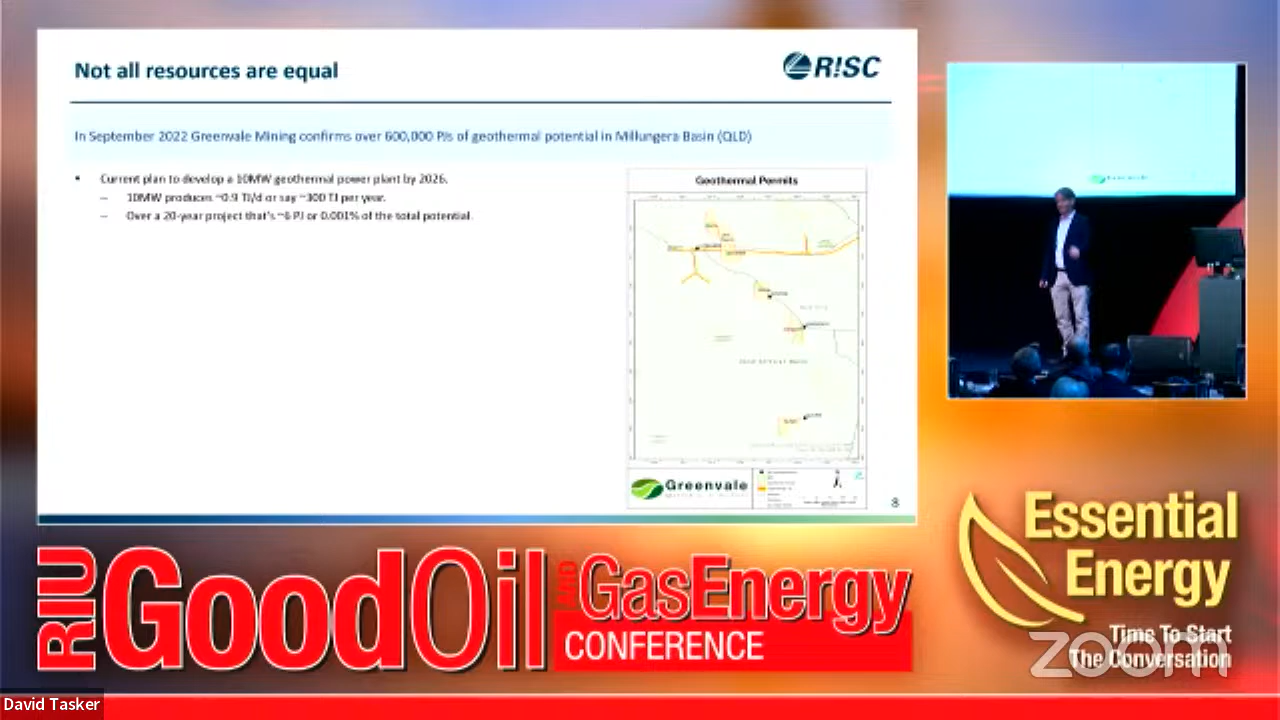 Not all resources are equal
R!SC
In September 2022 Greenvale Mining confirms over 600,000 PJs of geothermal potential in Millungera Basin (QLD)
• Current plan to develop a 10MW geothermal power plant by 2026.
– 10MW produces ~0.9 TJ/d or say ~300 TJ per year.
– Over a 20-year project that's ~6 PJ or 0.001% of the total potential.
Geothermal Permits
Greenvale
8
RIU
GoodOil
AND
GasEnergy
CONFERENCE
Essential
Energy
Time To Start
The Conversation
zoom
David Tasker